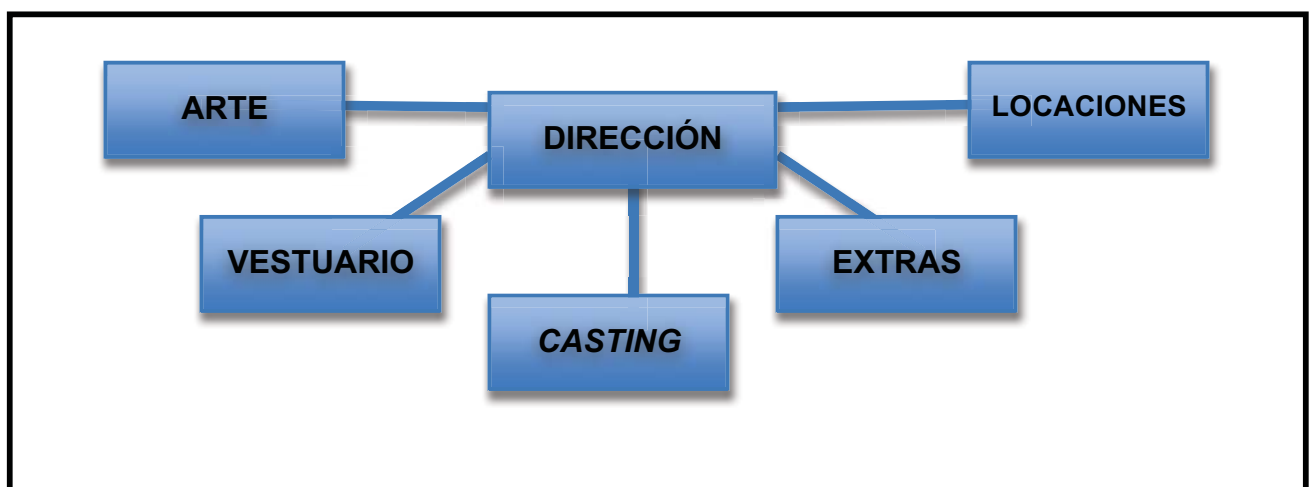 ARTE
DIRECCIÓN
LOCACIONES
VESTUARIO
EXTRAS
CASTING